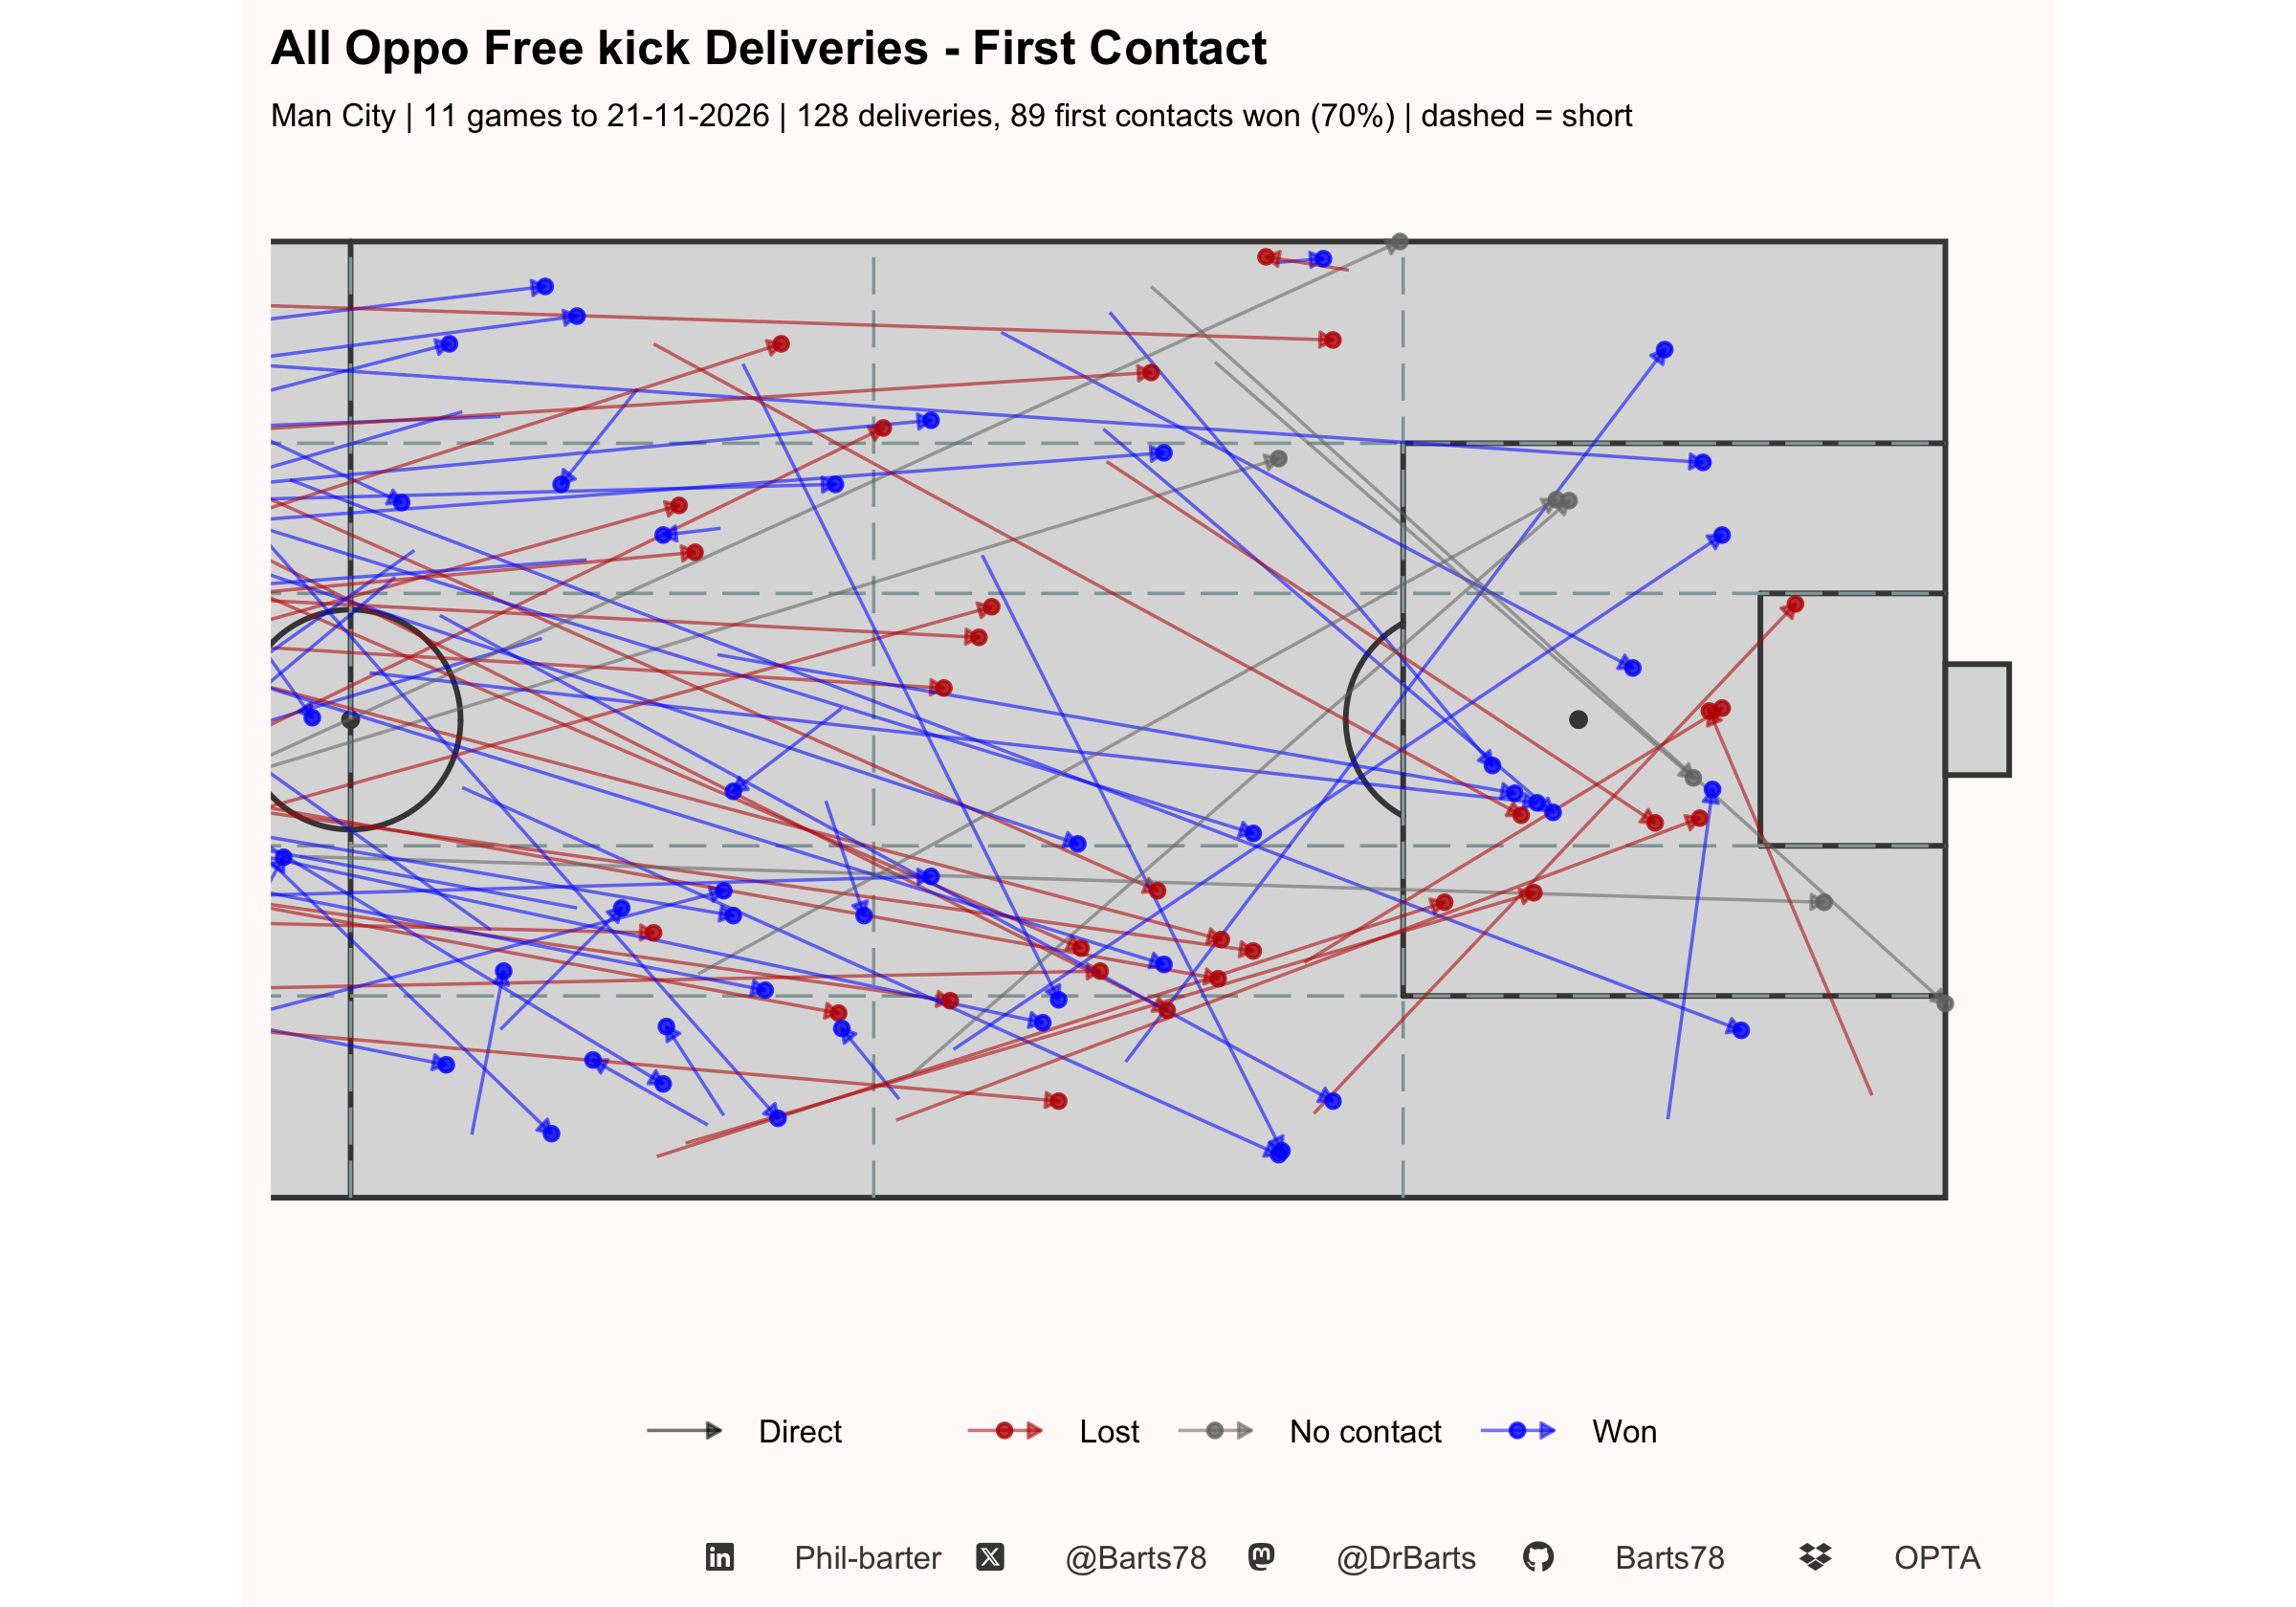 All Oppo Free kick Deliveries - First Contact
Man City | 11 games to 21-11-2026 | 128 deliveries, 89 first contacts won (70%) | dashed = short
Direct Lost No contact Won
in Phil-barter X @Barts78 m @DrBarts Barts78 OPTA